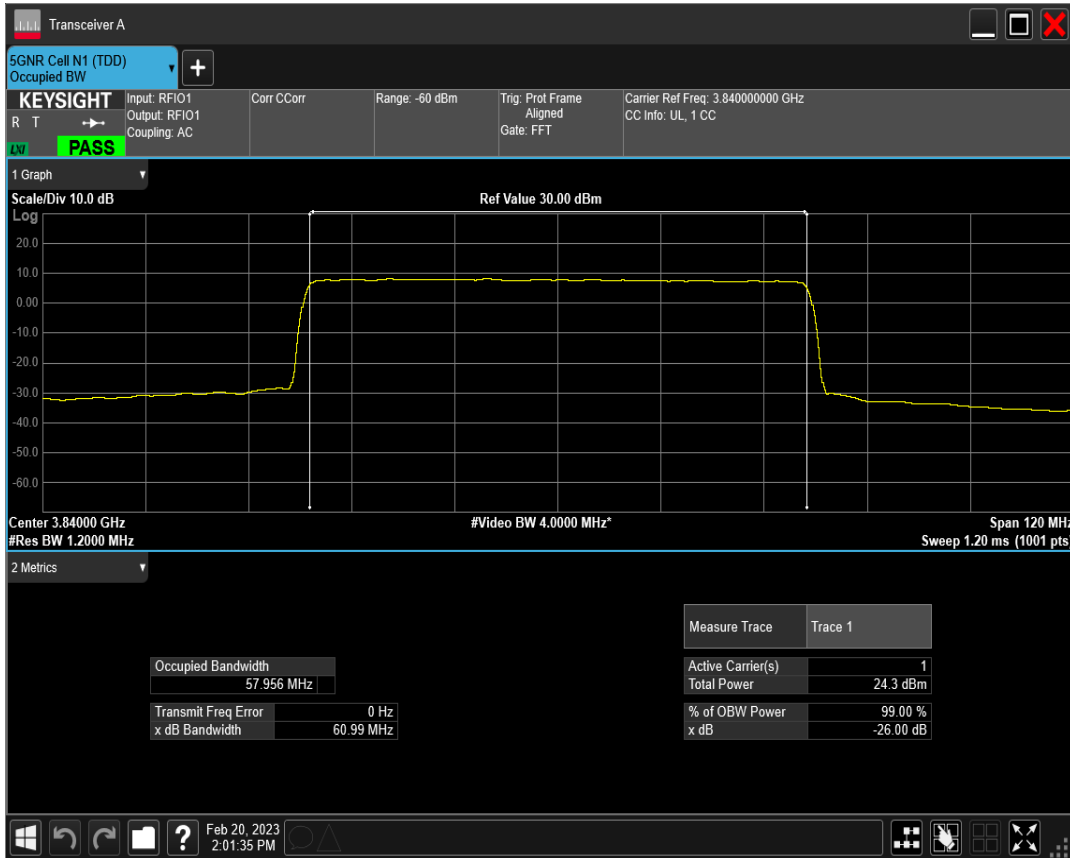 Transceiver A
5GNR Cell N1 (TDD)
Occupied BW
+
KEYSIGHT
R T
LXI
PASS
Input: RFIO1
Output: RFIO1
Coupling: AC
Corr CCorr
Range: -60 dBm
Trig: Prot Frame
Aligned
Gate: FFT
Carrier Ref Freq: 3.840000000 GHz
CC Info: UL, 1 CC
1 Graph
Scale/Div 10.0 dB
Ref Value 30.00 dBm
Log
20.0
10.0
0.00
-10.0
-20.0
-30.0
-40.0
-50.0
-60.0
Center 3.84000 GHz
#Video BW 4.0000 MHz*
Span 120 MHz
#Res BW 1.2000 MHz
Sweep 1.20 ms (1001 pts)
2 Metrics
Measure Trace Trace 1
Occupied Bandwidth
57.956 MHz
Transmit Freq Error 0 Hz
x dB Bandwidth 60.99 MHz
Active Carrier(s) 1
Total Power 24.3 dBm
% of OBW Power 99.00 %
x dB -26.00 dB
?
Feb 20, 2023
2:01:35 PM